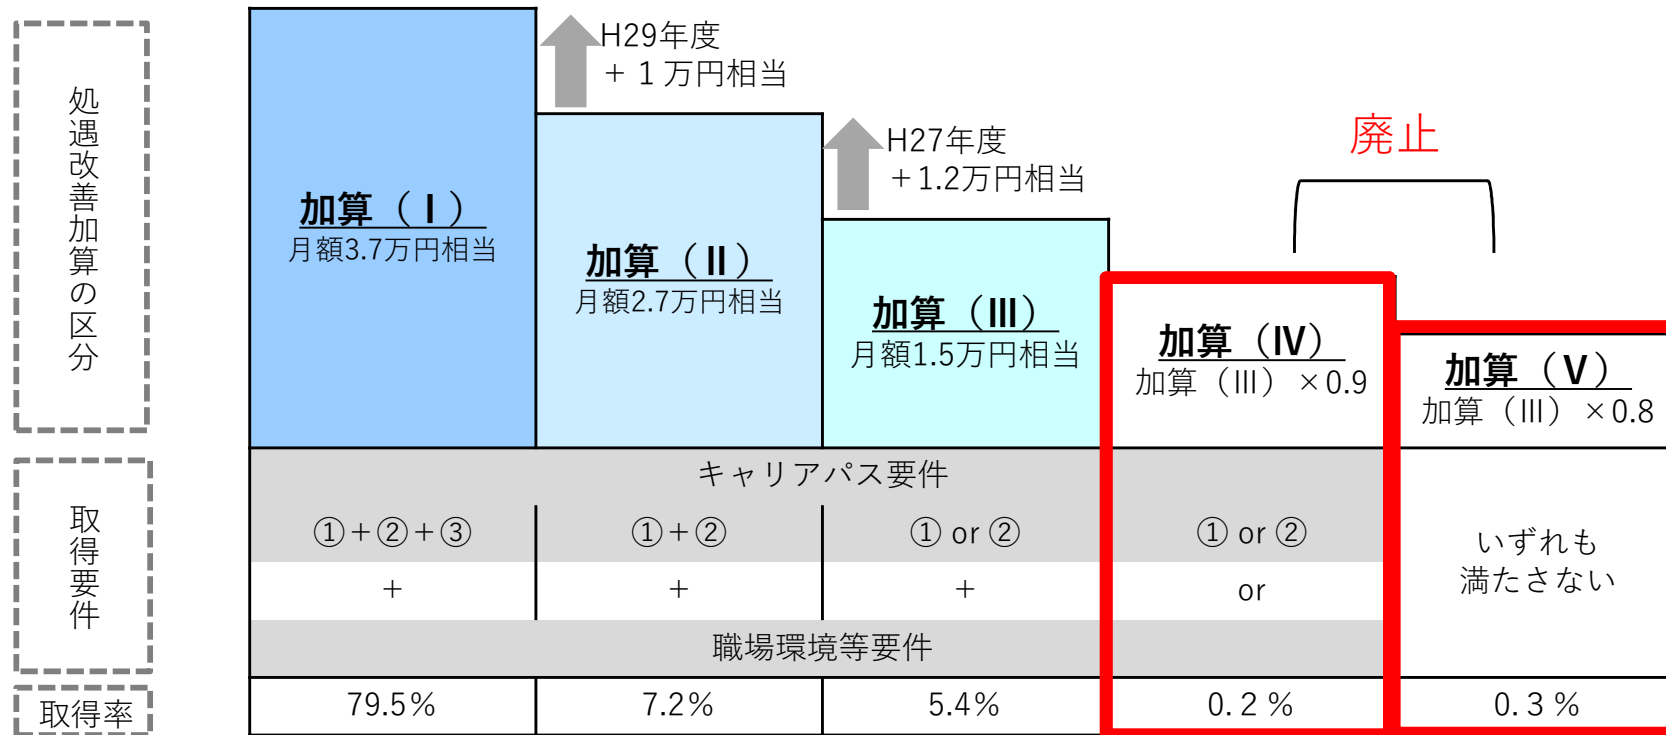 処遇改善加算の区分
H29年度
+ 1 万円相当
H27年度
+1.2万円相当
廃止
加算(Ⅰ)
月額3.7万円相当
加算(Ⅱ)
月額2.7万円相当
加算(Ⅲ)
月額1.5万円相当
加算(Ⅳ)
加算(Ⅲ)×0.9
加算(Ⅴ)
加算(Ⅲ)×0.8
取得要件
キャリアパス要件
①+②+③
①+②
① or ②
① or ②
+
+
+
or
職場環境等要件
いずれも
満たさない
取得率
79.5%
7.2%
5.4%
0.2 %
0.3 %